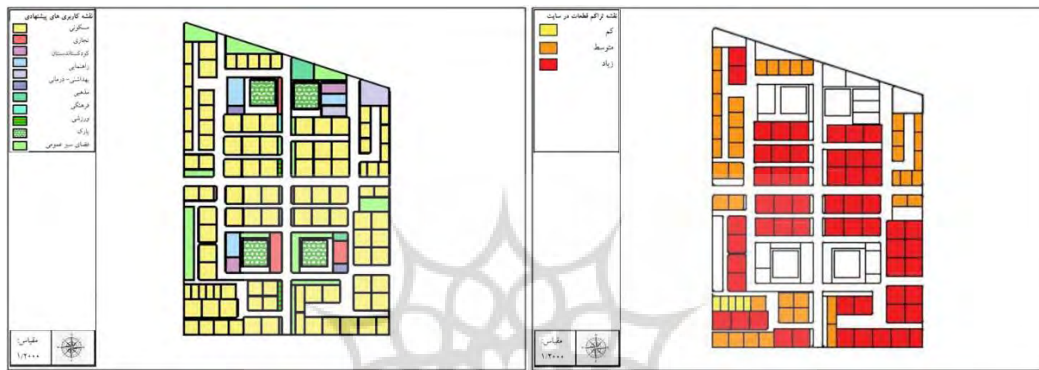 نقشه کاربری های پیشنهادی
مسکونی
تجاری
کودکستاندبستان
راهنمایی
بهداشتی-درمانی
مذهبی
فرهنگی
ورزشی
پارک
فضای سبز عمومی
مقیاس:
۱/۲۰۰۰
نقشه تراکم قطعات در سایت
کم
متوسط
زیاد
مقیاس:
۱/۲۰۰۰